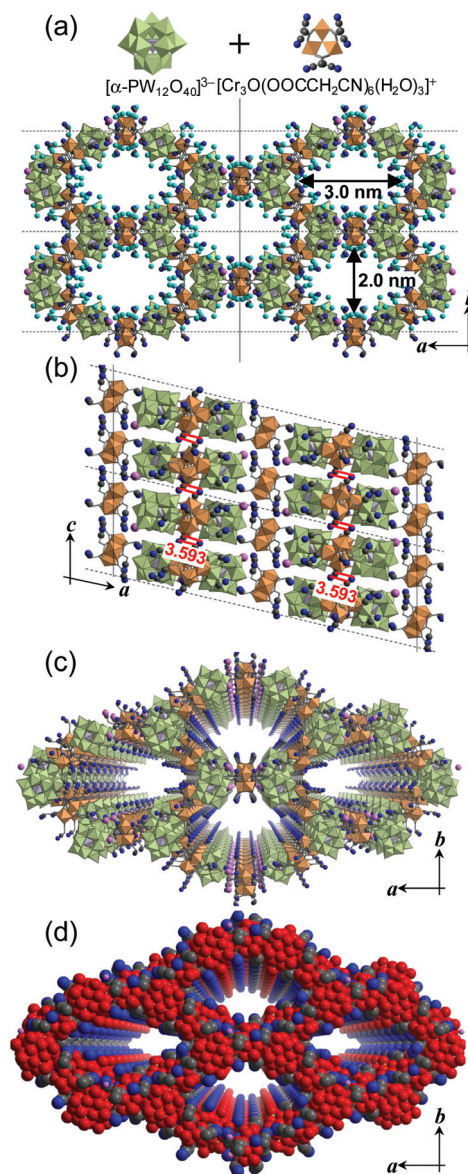 (a)
+
[α-PW12O40]3–[Cr3O(OOCCH2CN)6(H2O)3]+
3.0 nm
2.0 nm
a
(b)
3.593
3.593
c
a
(c)
b
a
(d)
b
a